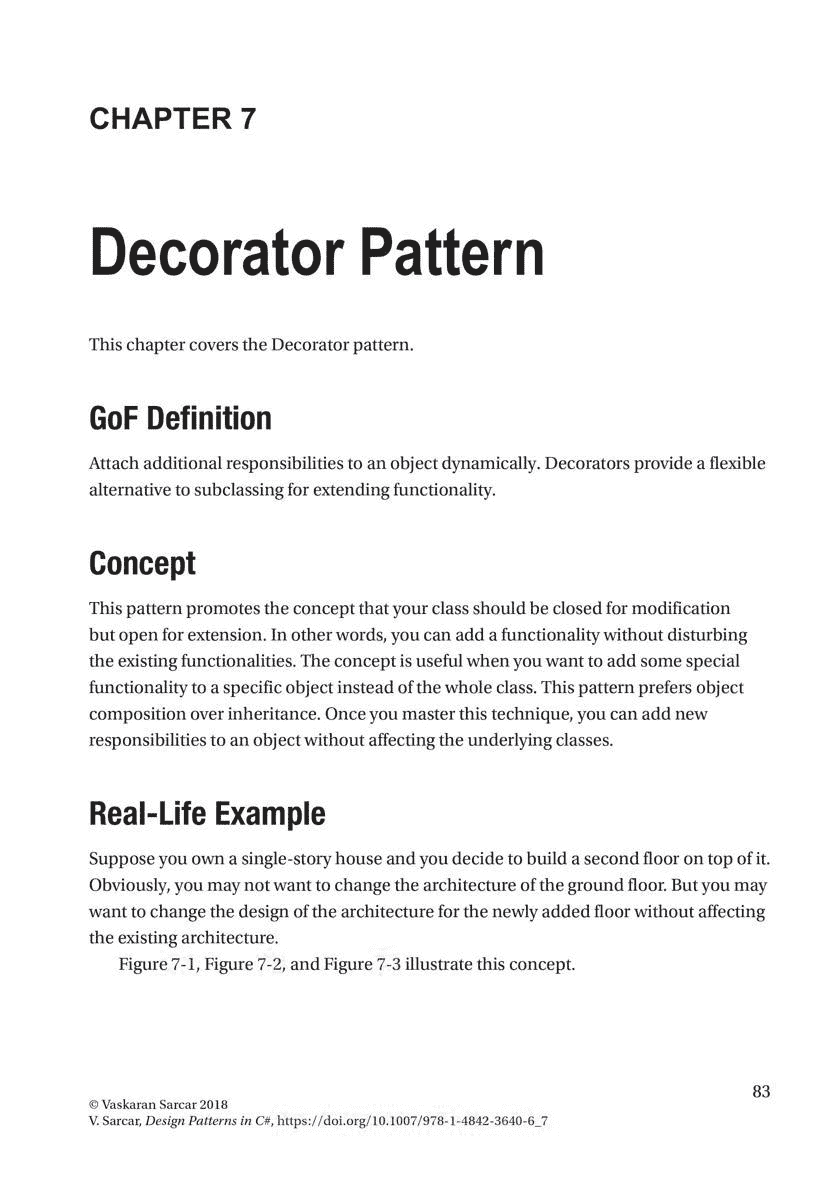 CHAPTER 7
Decorator Pattern
This chapter covers the Decorator pattern.
GoF Definition
Attach additional responsibilities to an object dynamically. Decorators provide a flexible
alternative to subclassing for extending functionality.
Concept
This pattern promotes the concept that your class should be closed for modification
but open for extension. In other words, you can add a functionality without disturbing
the existing functionalities. The concept is useful when you want to add some special
functionality to a specific object instead of the whole class. This pattern prefers object
composition over inheritance. Once you master this technique, you can add new
responsibilities to an object without affecting the underlying classes.
Real-Life Example
Suppose you own a single-story house and you decide to build a second floor on top of it.
Obviously, you may not want to change the architecture of the ground floor. But you may
want to change the design of the architecture for the newly added floor without affecting
the existing architecture.
Figure 7-1, Figure 7-2, and Figure 7-3 illustrate this concept.
83
© Vaskaran Sarcar 2018
V. Sarcar, Design Patterns in C#, https://doi.org/10.1007/978-1-4842-3640-6_7